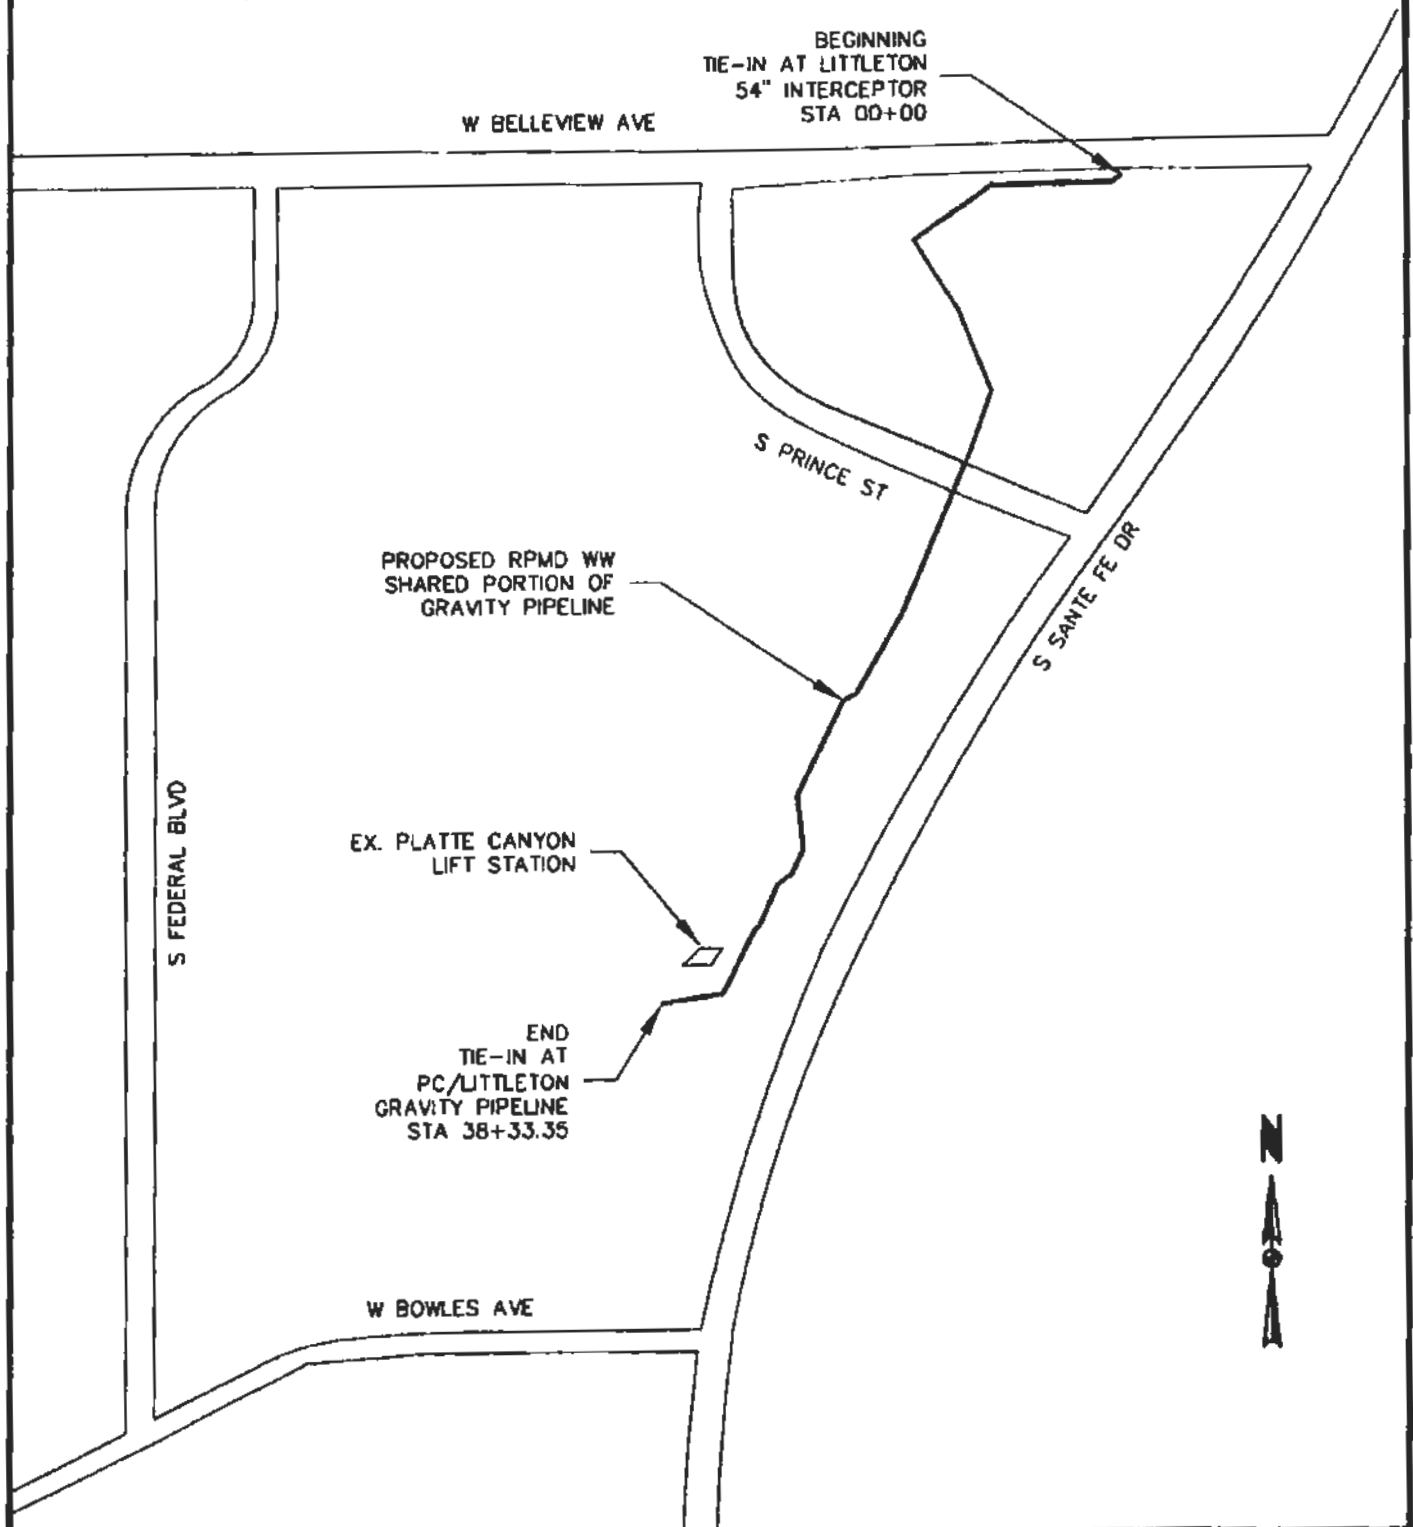 BEGINNING
TIE-IN AT LITTLETON
54" INTERCEPTOR
STA 00+00
W BELLEVIEW AVE
S PRINCE ST
S SANTE FE DR
PROPOSED RPMD WW
SHARED PORTION OF
GRAVITY PIPELINE
S FEDERAL BLVD
EX. PLATTE CANYON
LIFT STATION
END
TIE-IN AT
PC/LITTLETON
GRAVITY PIPELINE
STA 38+33.35
N
W BOWLES AVE